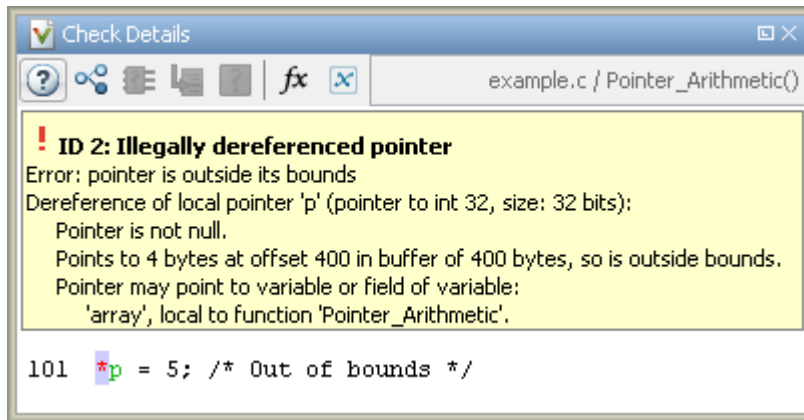 Check Details
? fx x example.c / Pointer_Arithmetic()
! ID 2: Illegally dereferenced pointer
Error: pointer is outside its bounds
Dereference of local pointer 'p' (pointer to int 32, size: 32 bits):
Pointer is not null.
Points to 4 bytes at offset 400 in buffer of 400 bytes, so is outside bounds.
Pointer may point to variable or field of variable:
'array', local to function 'Pointer_Arithmetic'.
101 *p = 5; /* Out of bounds */